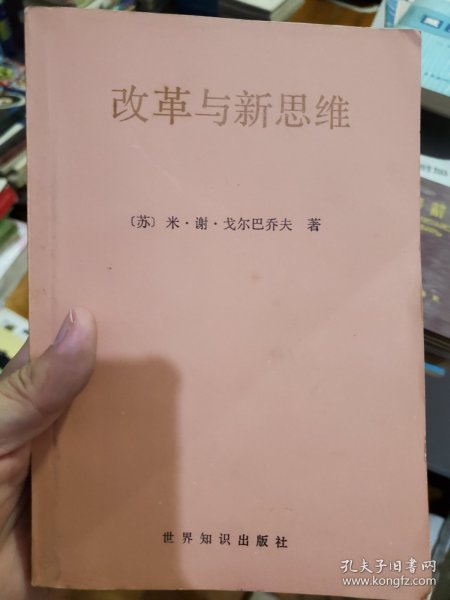 改革与新思维
〔苏〕米·谢·戈尔巴乔夫 著
世界知识出版社
前
孔夫子旧书网
www.kongfz.com